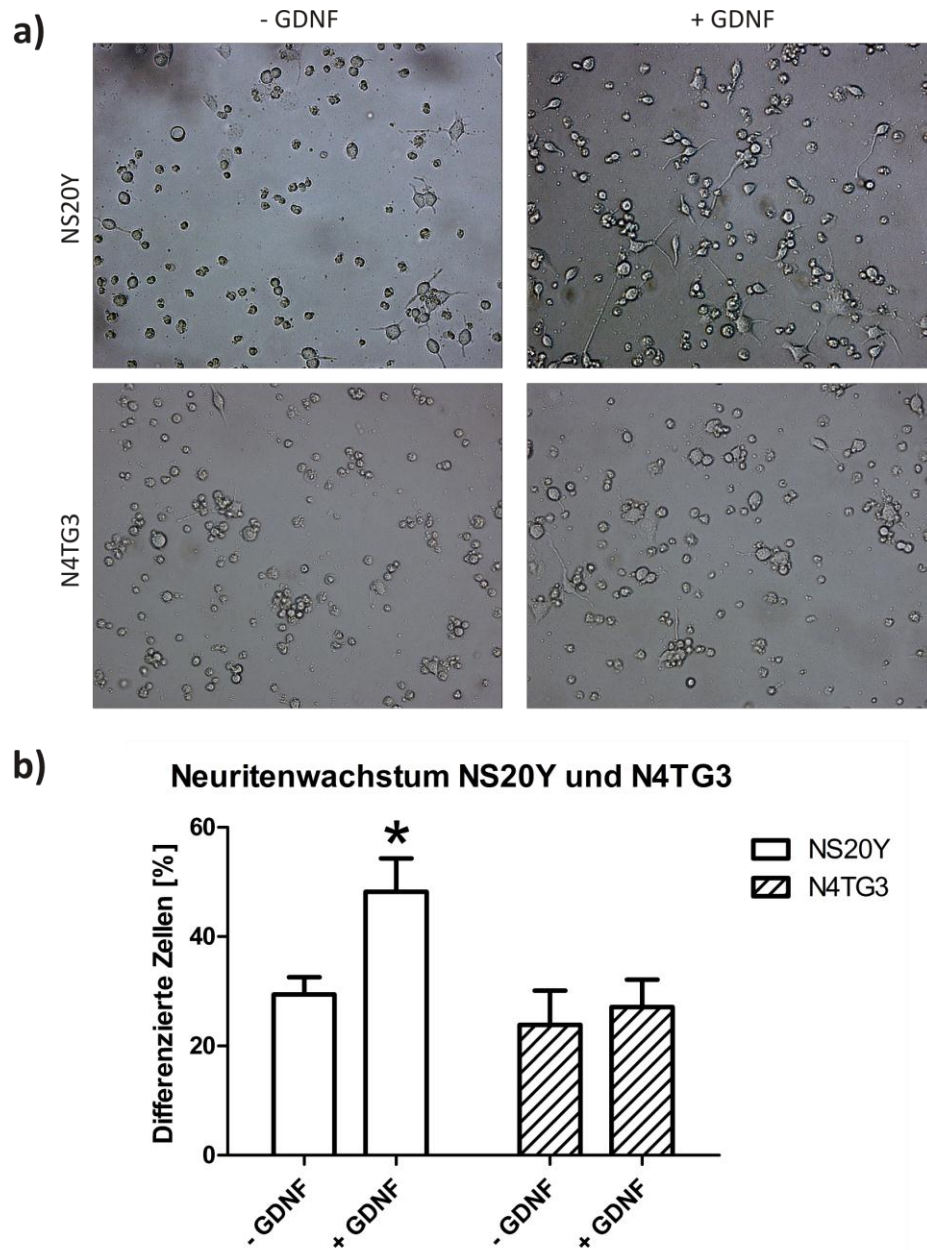 a)
- GDNF
+ GDNF
NS20Y
N4TG3
b)
Neuritenwachstum NS20Y und N4TG3
Differenzierte Zellen [%]
60
40
20
0
*
NS20Y
N4TG3
- GDNF
+ GDNF
- GDNF
+ GDNF